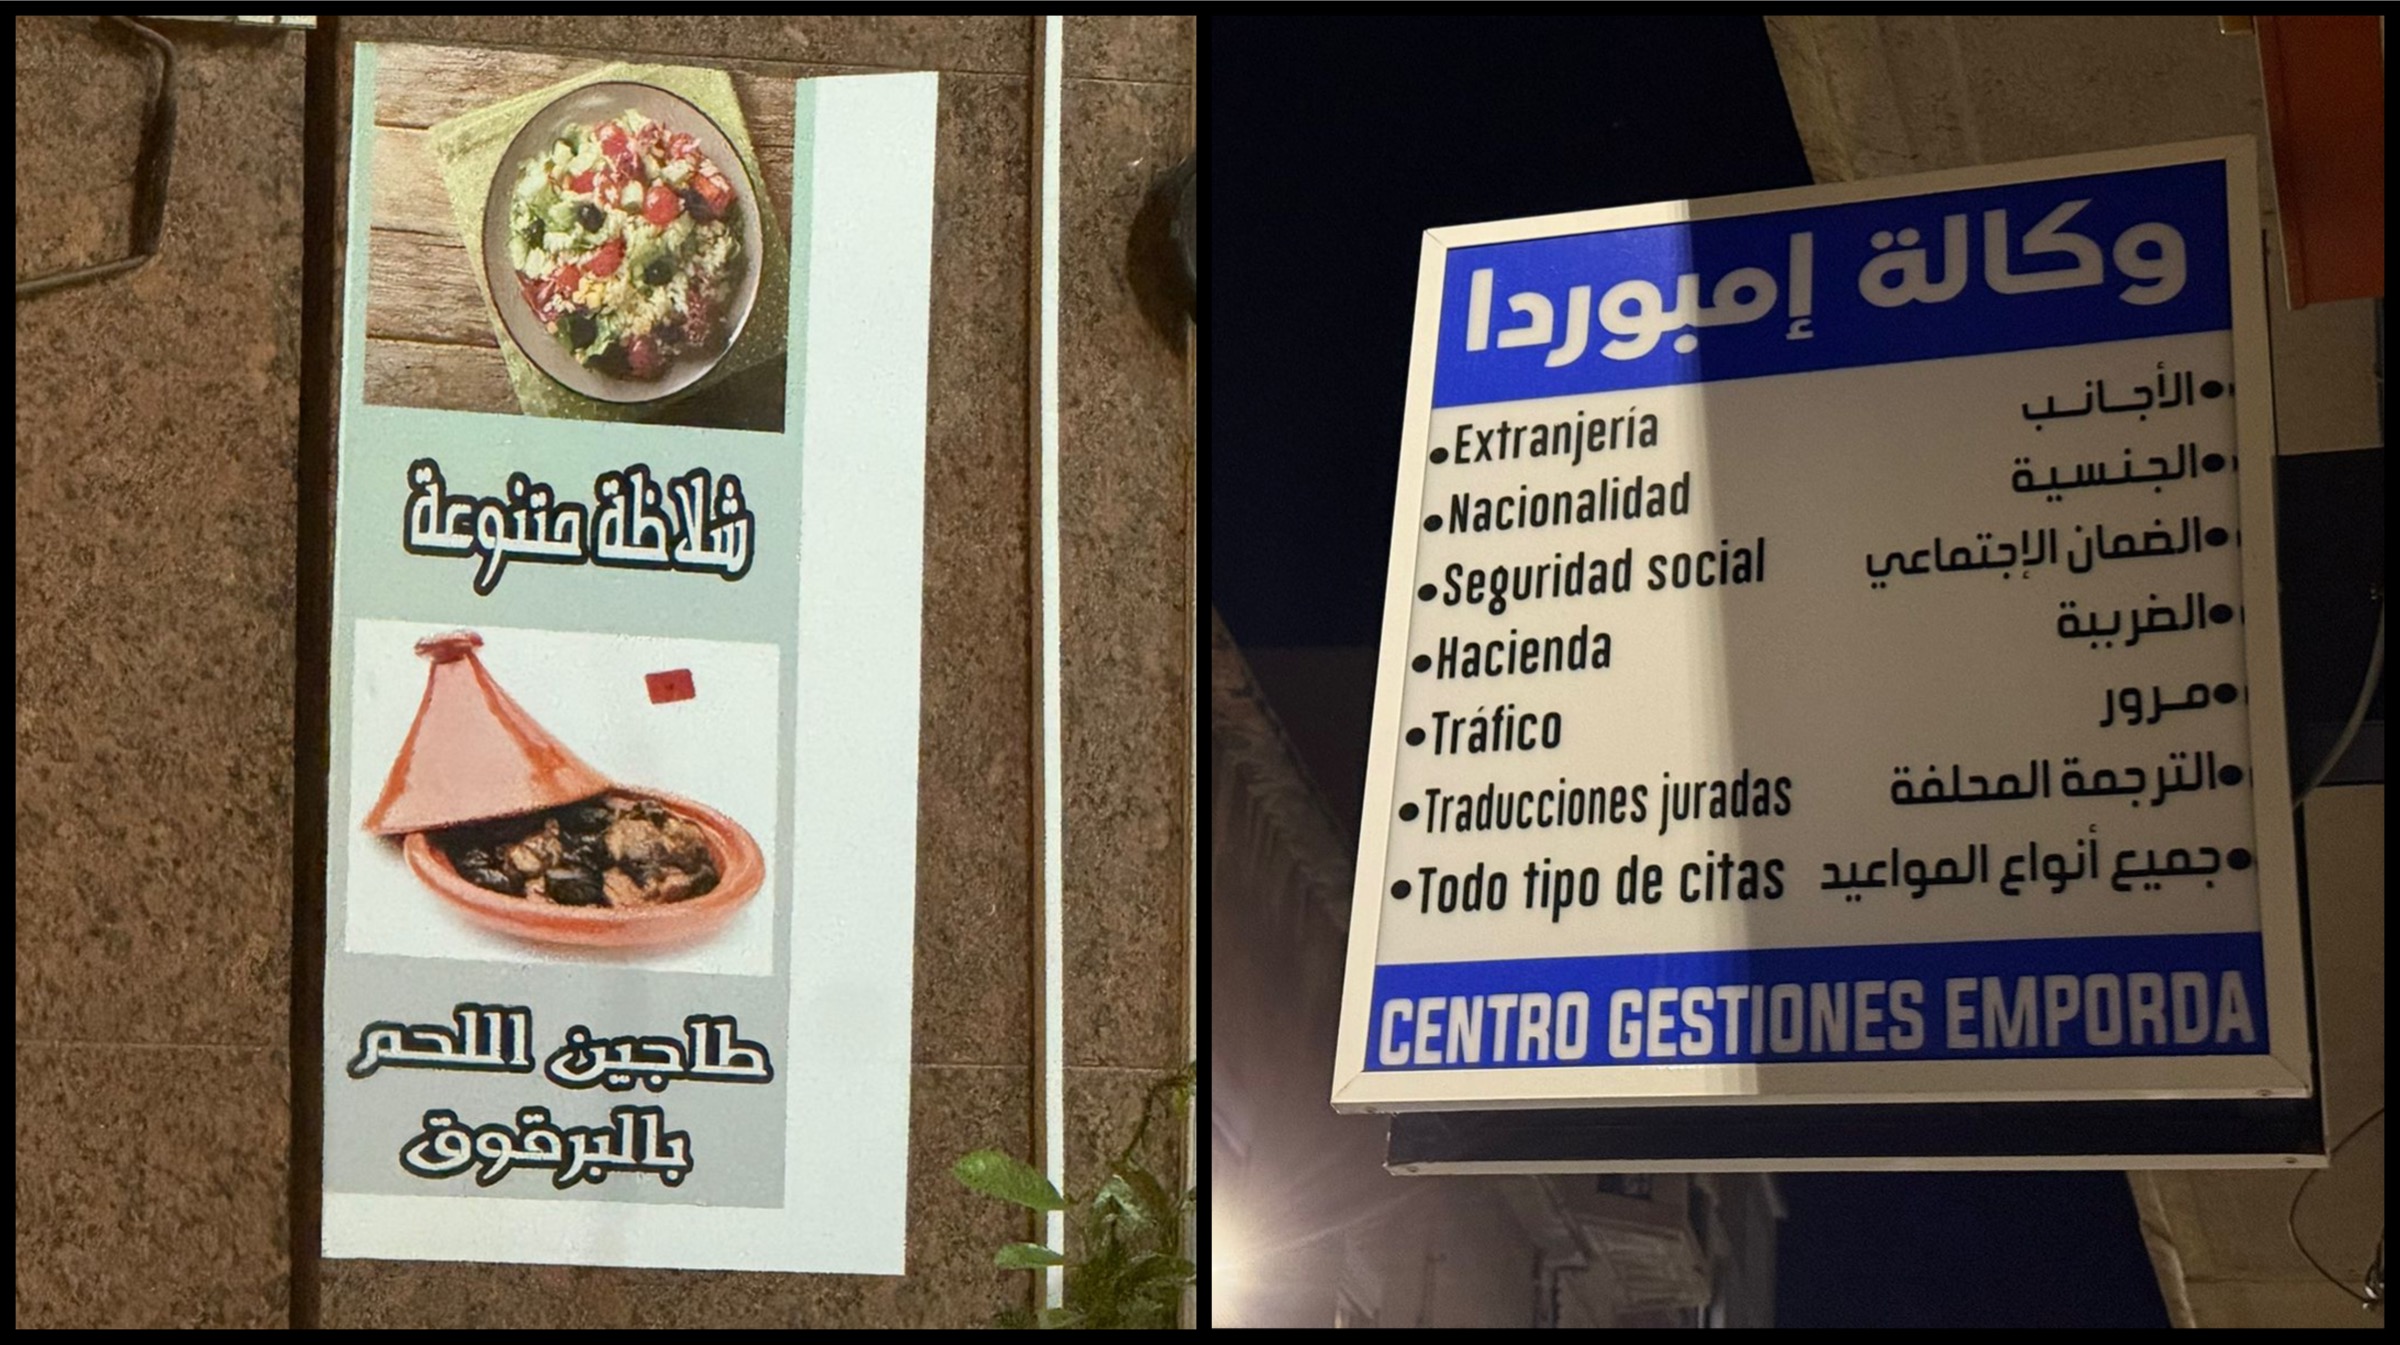 شلاظة متنوعة
طاجين اللحم
بالبرقوق
وكالة إمبوردا
•Extranjería •الأجانب
•Nacionalidad •الجنسية
•Seguridad social •الضمان الإجتماعي
•Hacienda •الضريبة
•Tráfico •مرور
•Traducciones juradas •الترجمة المحلفة
•Todo tipo de citas •جميع أنواع المواعيد
CENTRO GESTIONES EMPORDA